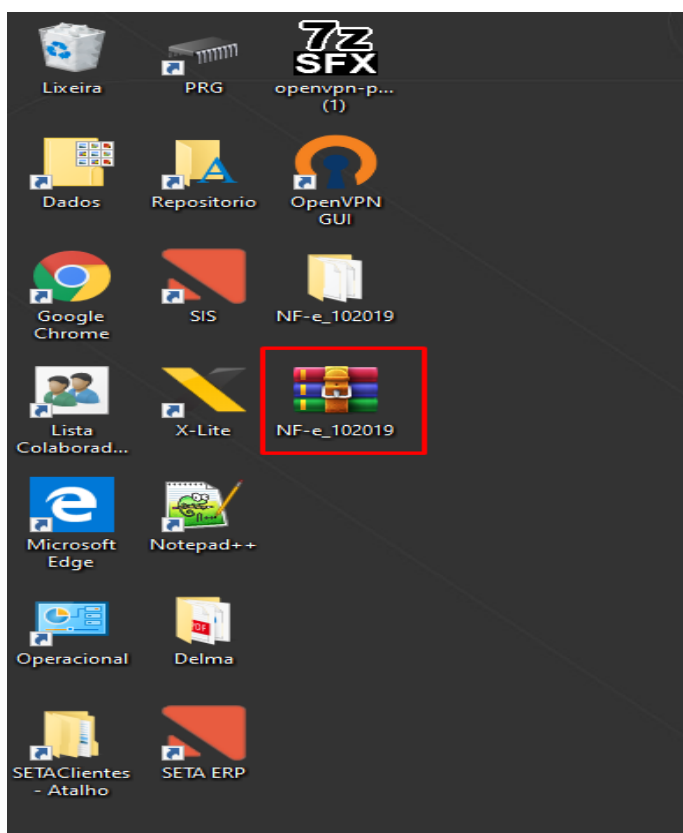 7z
SFX
Lixeira
PRG
openvpn-p...
(1)
Dados
Repositorio
OpenVPN
GUI
Google
Chrome
SIS
NF-e_102019
Lista
Colaborad...
X-Lite
NF-e_102019
Microsoft
Edge
Notepad++
Operacional
PDF
Delma
SETAClientes
- Atalho
SETA ERP